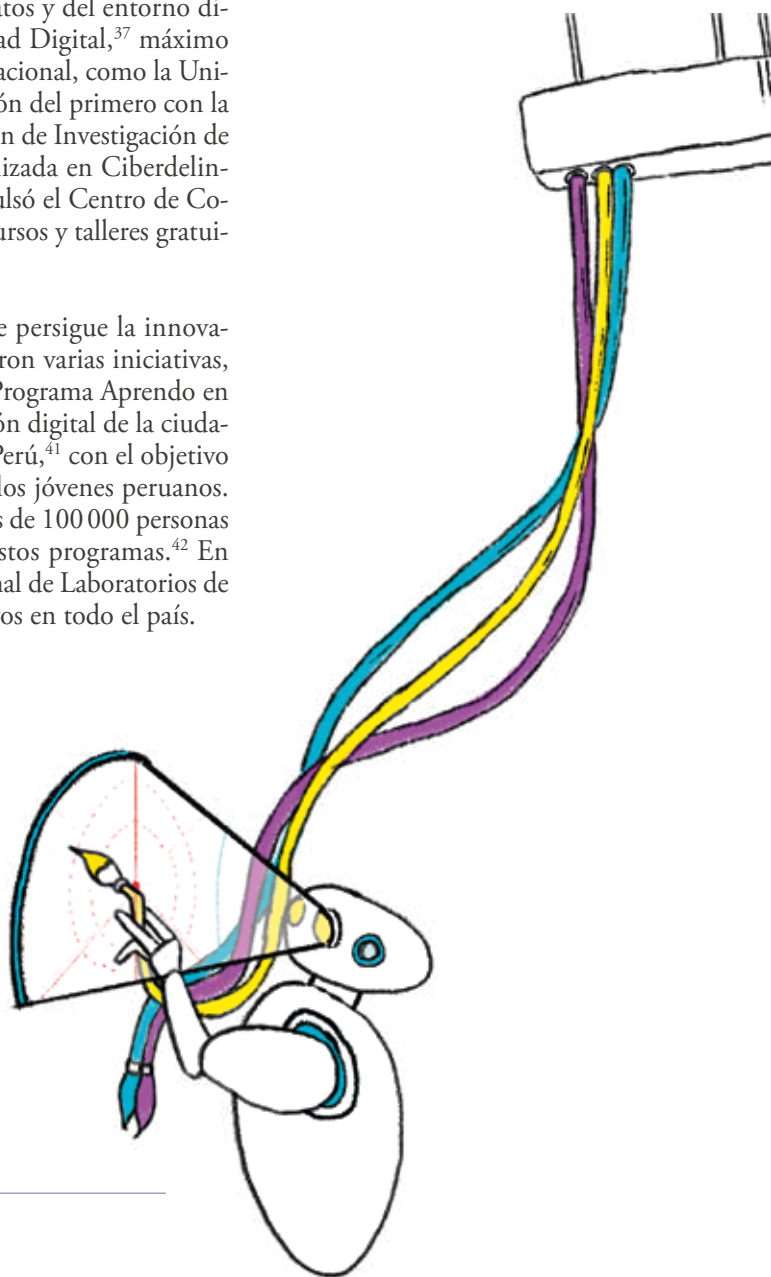 atos y del entorno di-
ad Digital,37 máximo
acional, como la Uni-
ón del primero con la
n de Investigación de
lizada en Ciberdelin-
ulsó el Centro de Co-
ursos y talleres gratui-
e persigue la innova-
ron varias iniciativas,
Programa Aprendo en
ón digital de la ciuda-
Perú,41 con el objetivo
los jóvenes peruanos.
s de 100 000 personas
stos programas.42 En
nal de Laboratorios de
os en todo el país.